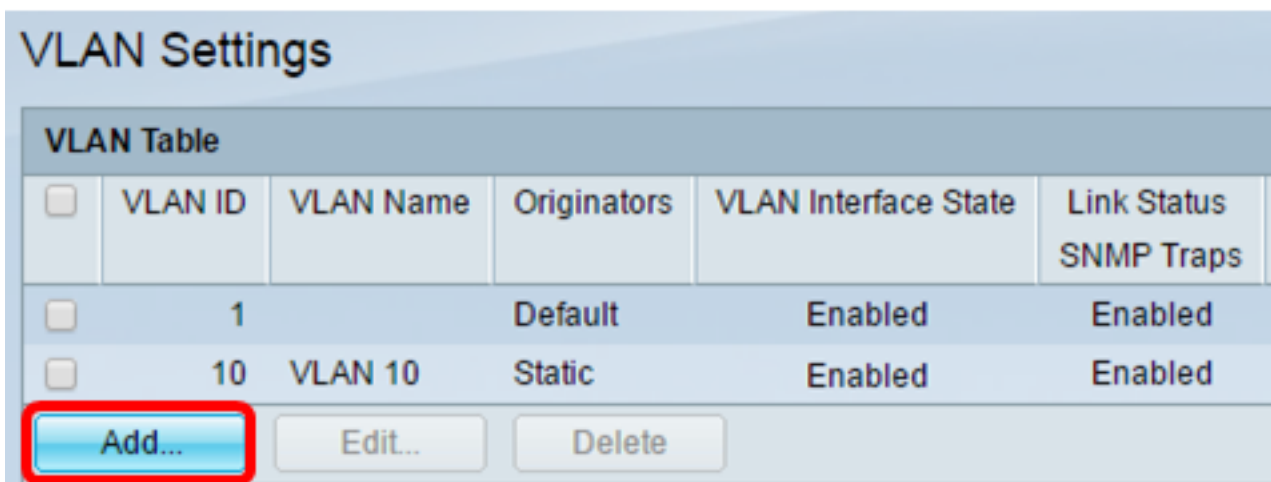 VLAN Settings
VLAN Table
VLAN ID VLAN Name Originators VLAN Interface State Link Status
SNMP Traps
1 Default Enabled Enabled
10 VLAN 10 Static Enabled Enabled
Add... Edit... Delete